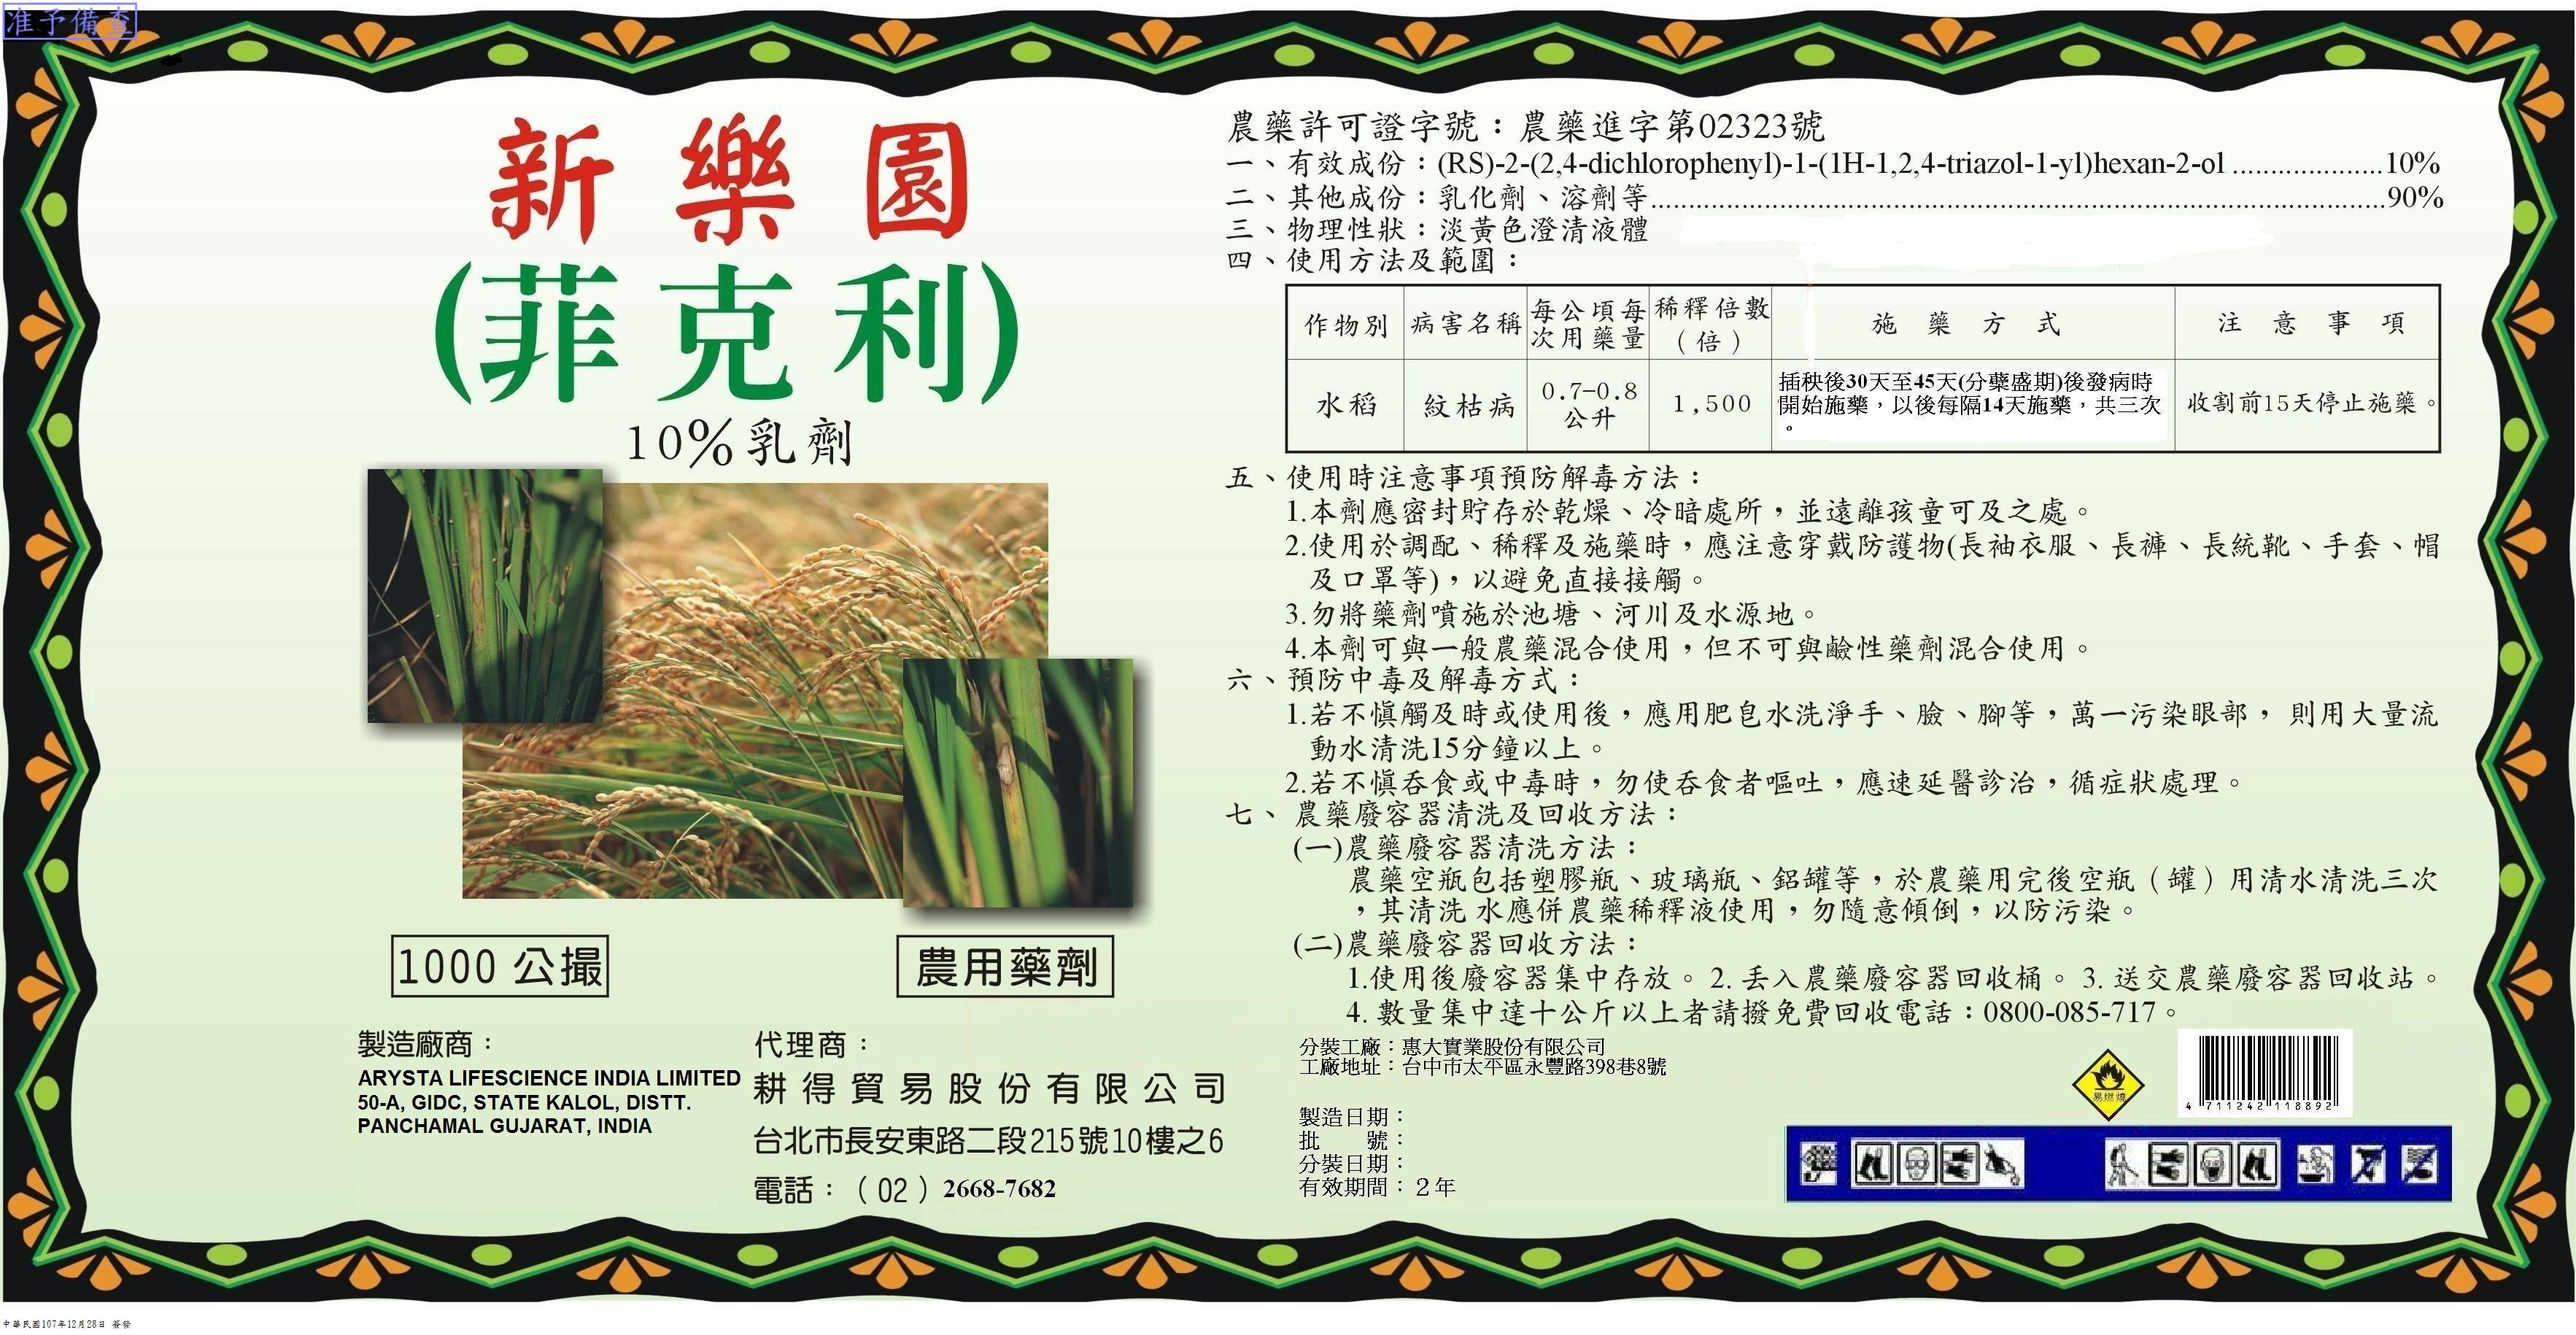 准予備查
新樂園
(菲克利)
10%乳劑
1000 公撮
農用藥劑
製造廠商：
ARYSTA LIFESCIENCE INDIA LIMITED
50-A, GIDC, STATE KALOL, DISTT.
PANCHAMAL GUJARAT, INDIA
代理商：
耕得貿易股份有限公司
台北市長安東路二段215號10樓之6
電話：（02）2668-7682
農藥許可證字號：農藥進字第02323號
一、有效成份：(RS)-2-(2,4-dichlorophenyl)-1-(1H-1,2,4-triazol-1-yl)hexan-2-ol....................10%
二、其他成份：乳化劑、溶劑等....................90%
三、物理性狀：淡黃色澄清液體
四、使用方法及範圍：
作物別
病害名稱
每公頃每
次用藥量
稀釋倍數
（倍）
施藥方式
注意事項
水稻
紋枯病
0.7-0.8
公升
1,500
插秧後30天至45天(分蘗盛期)後發病時
開始施藥，以後每隔14天施藥，共三次
。
收割前15天停止施藥。
五、使用時注意事項預防解毒方法：
1.本劑應密封貯存於乾燥、冷暗處所，並遠離孩童可及之處。
2.使用於調配、稀釋及施藥時，應注意穿戴防護物(長袖衣服、長褲、長統靴、手套、帽
及口罩等)，以避免直接接觸。
3.勿將藥劑噴施於池塘、河川及水源地。
4.本劑可與一般農藥混合使用，但不可與鹼性藥劑混合使用。
六、預防中毒及解毒方式：
1.若不慎觸及時或使用後，應用肥皂水洗淨手、臉、腳等，萬一污染眼部， 則用大量流
動水清洗15分鐘以上。
2.若不慎吞食或中毒時，勿使吞食者嘔吐，應速延醫診治，循症狀處理。
七、農藥廢容器清洗及回收方法：
(一)農藥廢容器清洗方法：
農藥空瓶包括塑膠瓶、玻璃瓶、鋁罐等，於農藥用完後空瓶（罐）用清水清洗三次
，其清洗 水應併農藥稀釋液使用，勿隨意傾倒，以防污染。
(二)農藥廢容器回收方法：
1.使用後廢容器集中存放。 2. 丟入農藥廢容器回收桶。 3. 送交農藥廢容器回收站。
4. 數量集中達十公斤以上者請撥免費回收電話：0800-085-717。
分裝工廠：惠大實業股份有限公司
工廠地址：台中市太平區永豐路398巷8號
製造日期：
批　　號：
分裝日期：
有效期間：２年
易燃燒
4 711242 118892
中華民國107年12月28日 簽發